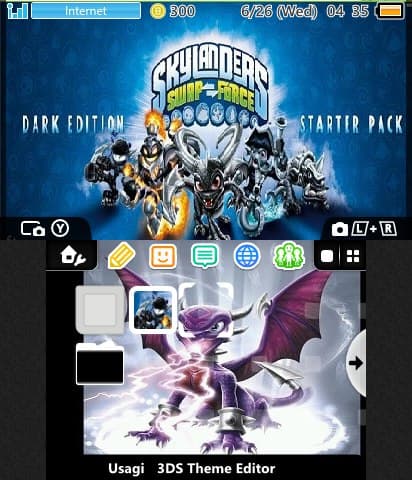 Internet 300 6/26 (Wed) 04 35
SKYLANDERS
SWAP-FORCE
DARK EDITION STARTER PACK
Y L+R
Usagi 3DS Theme Editor